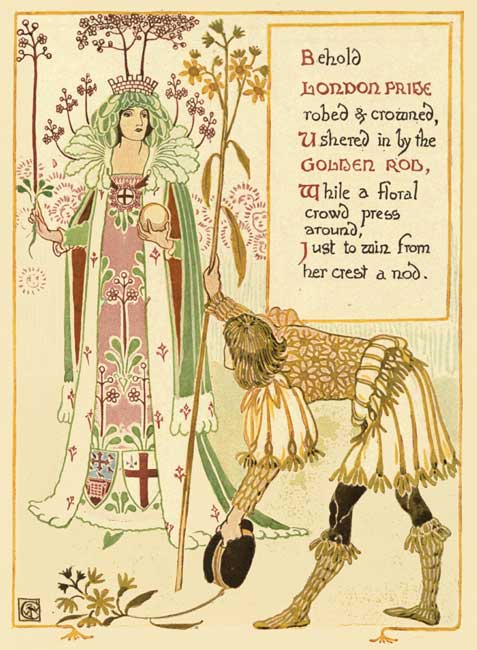 Behold
LONDON PRIDE
robed & crowned,
Ushered in by the
GOLDEN ROD,
While a floral
crowd press
around,
Just to win from
her crest a nod.